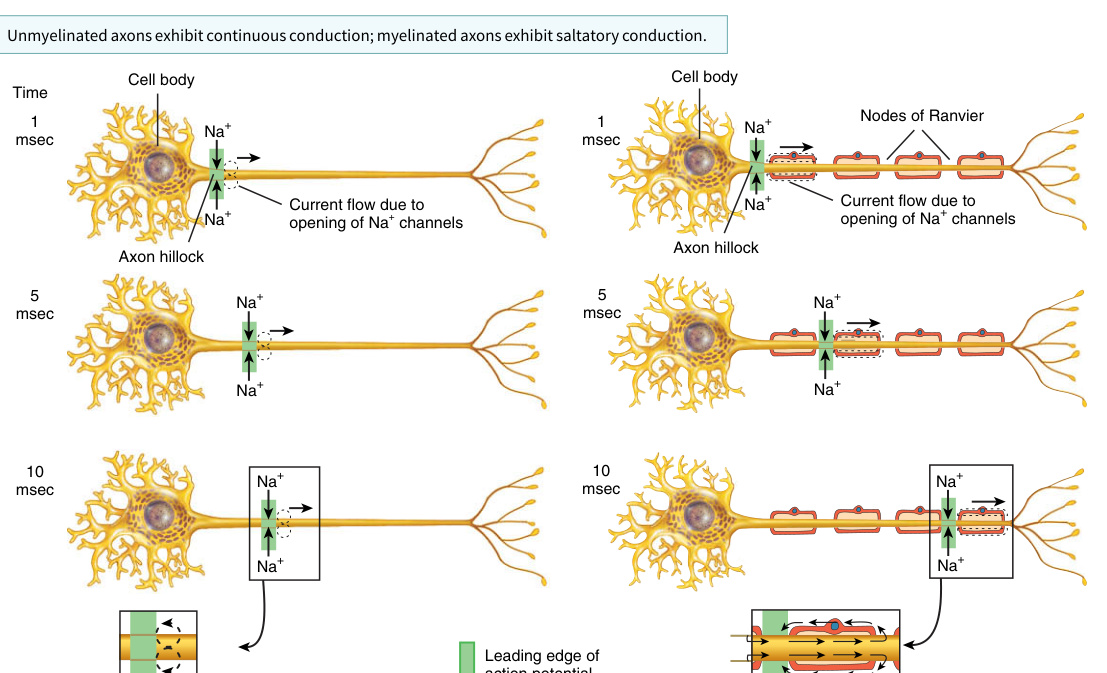 Unmyelinated axons exhibit continuous conduction; myelinated axons exhibit saltatory conduction.
Time
1
msec
Cell body
Na+
Na+
Current flow due to
opening of Na+ channels
Axon hillock
1
msec
Cell body
Na+
Nodes of Ranvier
Na+
Current flow due to
opening of Na+ channels
Axon hillock
5
msec
Na+
Na+
5
msec
Na+
Na+
10
msec
Na+
Na+
10
msec
Na+
Na+
Leading edge of
action potential